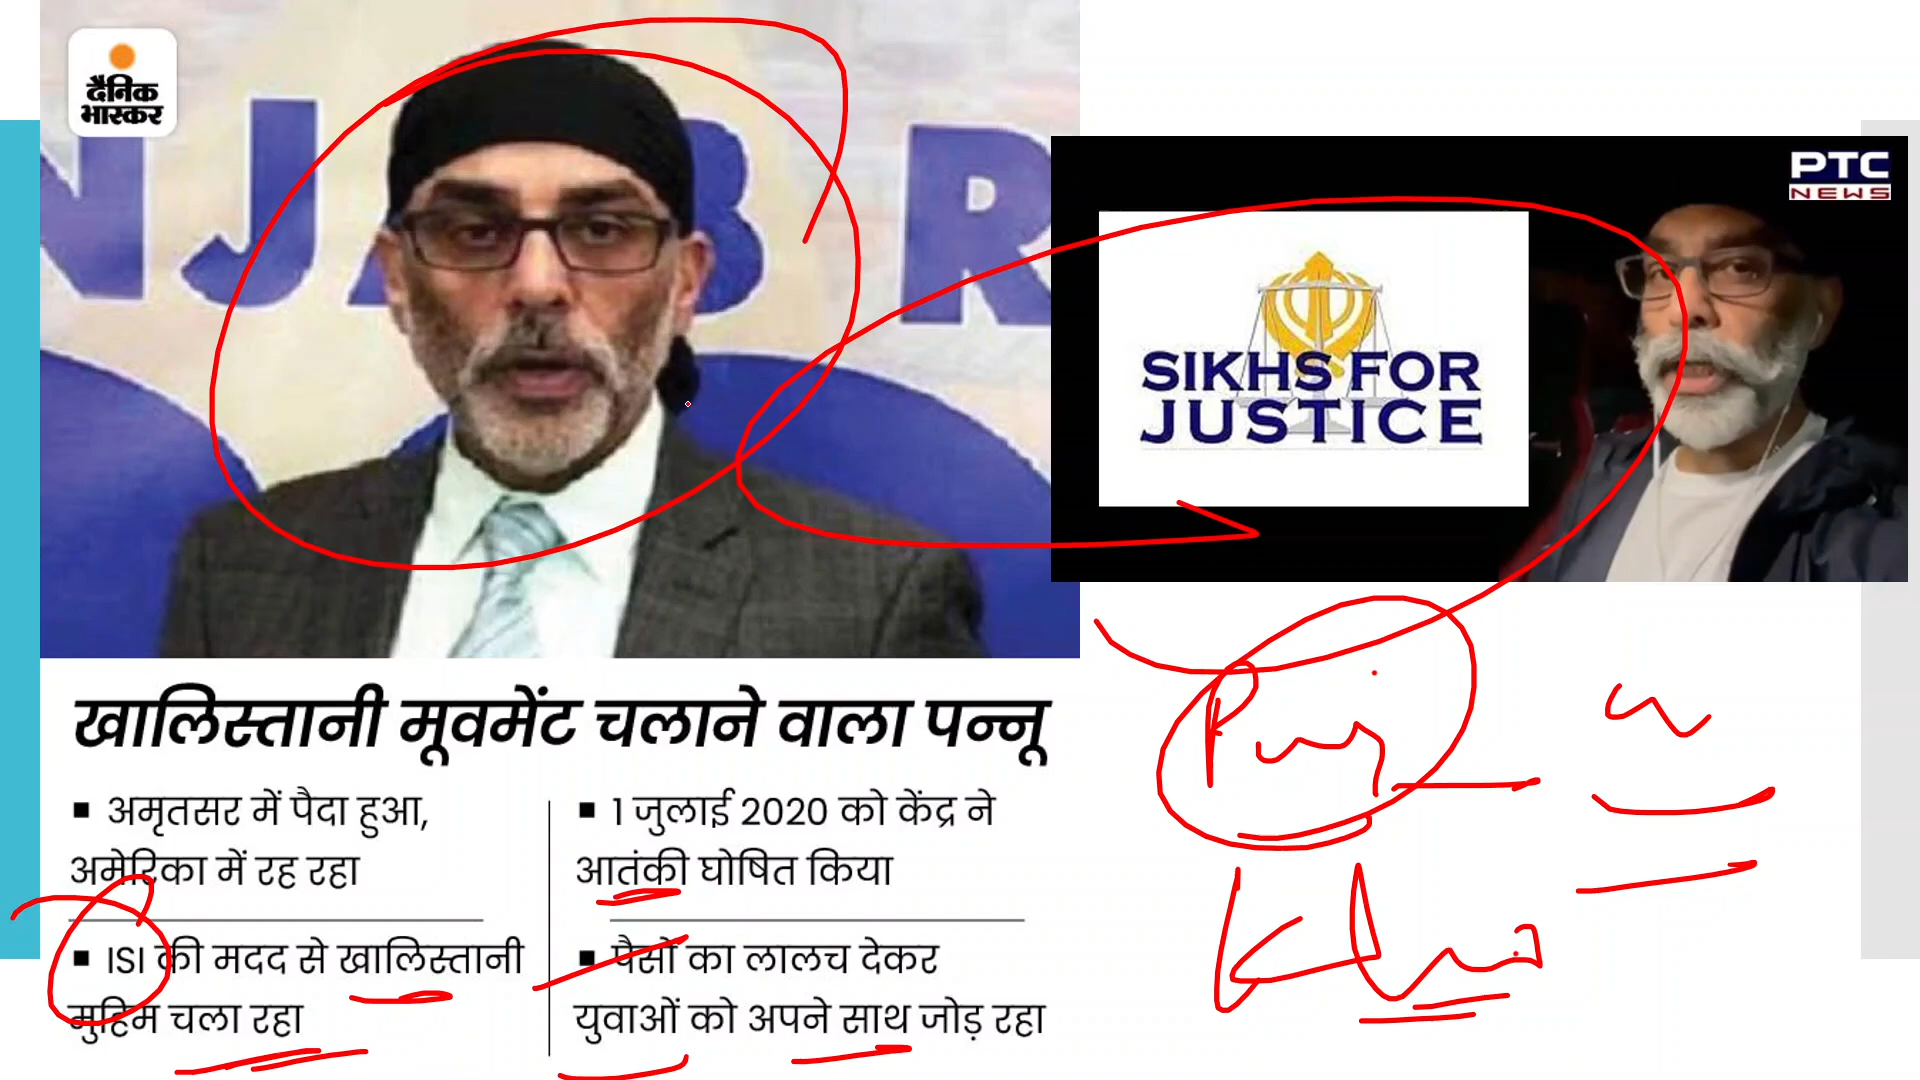 दैनिक
भास्कर
NJAB R
PTC
NEWS
SIKHS FOR
JUSTICE
खालिस्तानी मूवमेंट चलाने वाला पन्नू
▪ अमृतसर में पैदा हुआ,
अमेरिका में रह रहा
▪ ISI की मदद से खालिस्तानी
मुहिम चला रहा
▪ 1 जुलाई 2020 को केंद्र ने
आतंकी घोषित किया
▪ पैसों का लालच देकर
युवाओं को अपने साथ जोड़ रहा